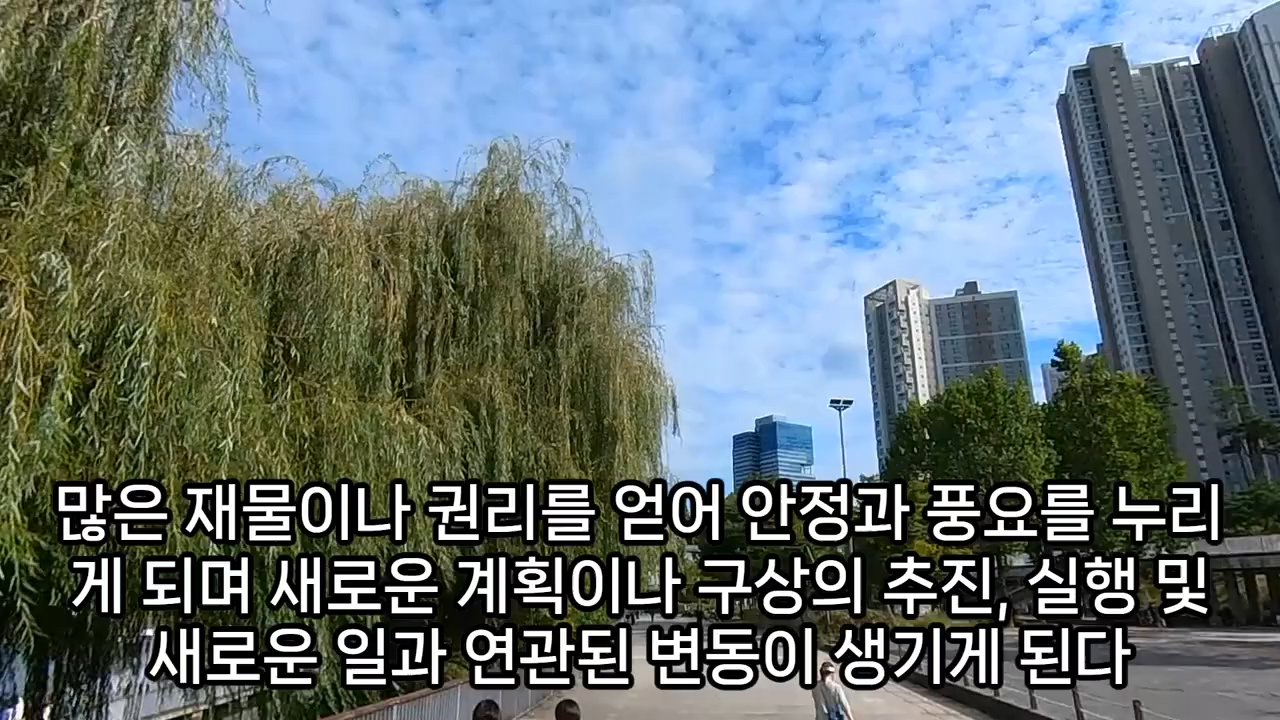 많은 재물이나 권리를 얻어 안정과 풍요를 누리
게 되며 새로운 계획이나 구상의 추진, 실행 및
새로운 일과 연관된 변동이 생기게 된다